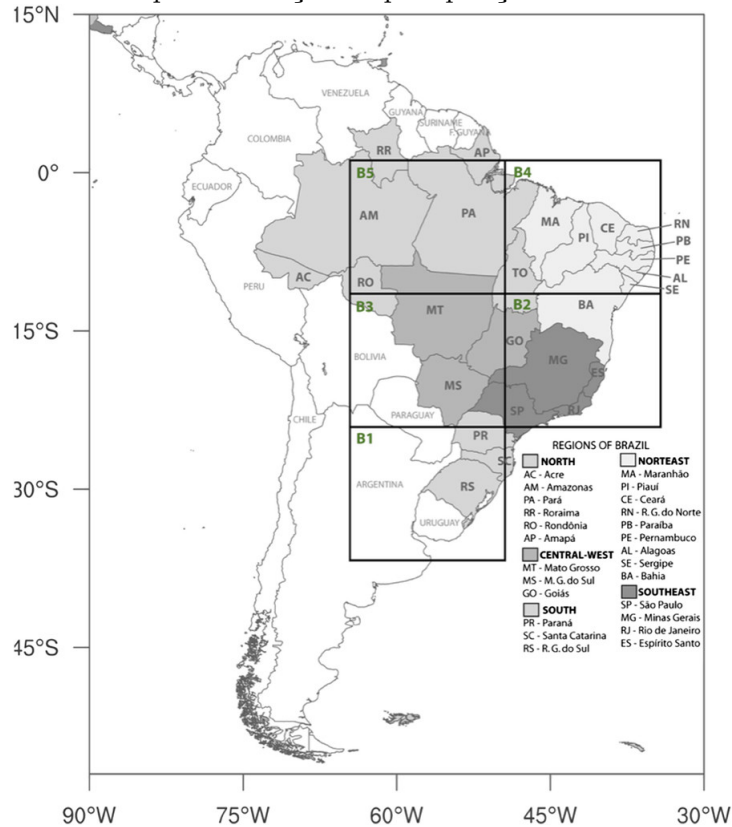 15°N
VENEZUELA
GUYANA
SURINAME
F. GUYANA
COLOMBIA
RR
AP
0°
B5
B4
ECUADOR
AM
PA
MA
CE
RN
PI
PB
PE
TO
AL
AC
RO
SE
PERU
B3
B2
BA
MT
15°S
GO
BOLIVIA
MG
ES
MS
SP
RJ
PARAGUAY
CHILE
B1
PR
SC
ARGENTINA
RS
30°S
URUGUAY
REGIONS OF BRAZIL
NORTH
AC - Acre
AM - Amazonas
PA - Pará
RR - Roraima
RO - Rondônia
AP - Amapá
CENTRAL-WEST
MT - Mato Grosso
MS - M. G. do Sul
GO - Goiás
SOUTH
PR - Paraná
SC - Santa Catarina
RS - R. G. do Sul
NORTEAST
MA - Maranhão
PI - Piauí
CE - Ceará
RN - R. G. do Norte
PB - Paraíba
PE - Pernambuco
AL - Alagoas
SE - Sergipe
BA - Bahia
SOUTHEAST
SP - São Paulo
MG - Minas Gerais
RJ - Rio de Janeiro
ES - Espírito Santo
45°S
90°W 75°W 60°W 45°W 30°W